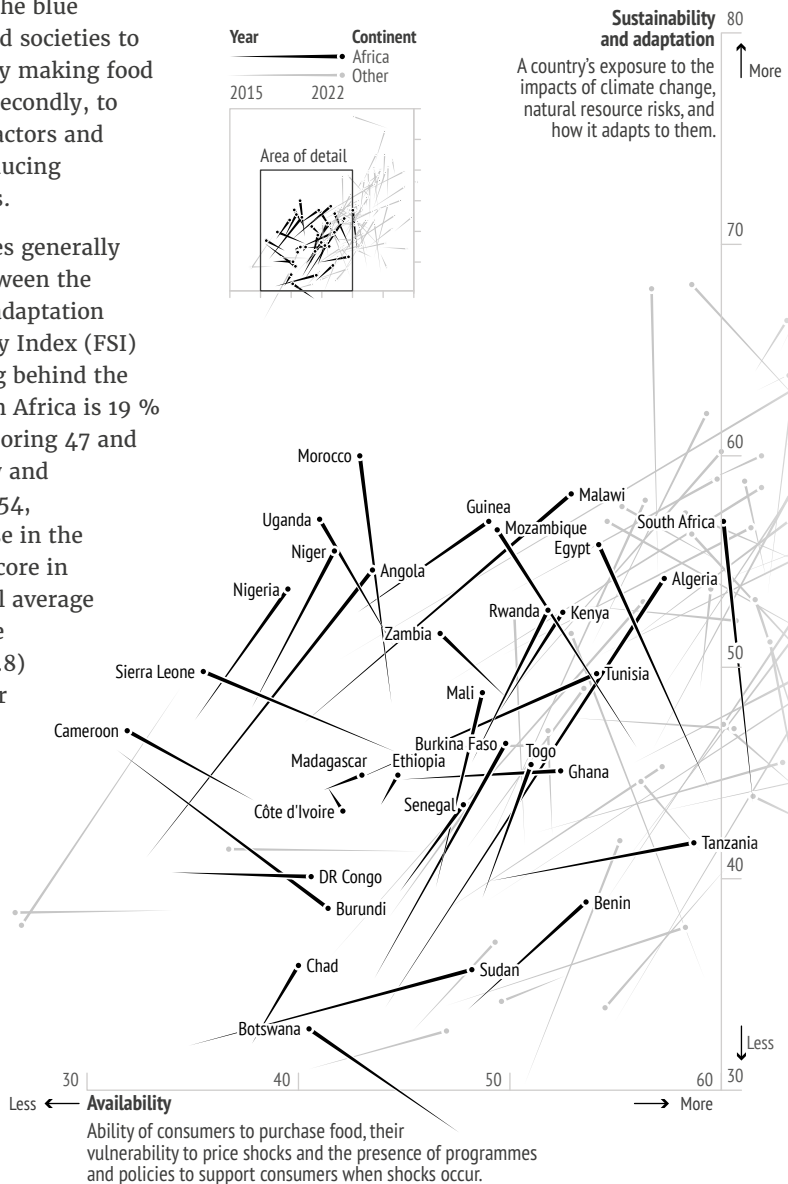 he blue
d societies to
y making food
econdly, to
actors and
ucing
s.
es generally
ween the
daptation
y Index (FSI)
g behind the
n Africa is 19 %
oring 47 and
y and
54,
e in the
core in
l average
e
.8)
r
Year
Continent
Africa
Other
2015
2022
Area of detail
Sustainability
and adaptation
A country's exposure to the
impacts of climate change,
natural resource risks, and
how it adapts to them.
80
More
70
60
50
40
30
Less
Morocco
Malawi
Guinea
Uganda
Mozambique
South Africa
Niger
Egypt
Angola
Algeria
Nigeria
Rwanda
Kenya
Zambia
Sierra Leone
Tunisia
Mali
Cameroon
Burkina Faso
Togo
Madagascar
Ethiopia
Ghana
Côte d'Ivoire
Senegal
Tanzania
DR Congo
Benin
Burundi
Chad
Sudan
Botswana
30
40
50
60
Less
Availability
More
Ability of consumers to purchase food, their
vulnerability to price shocks and the presence of programmes
and policies to support consumers when shocks occur.